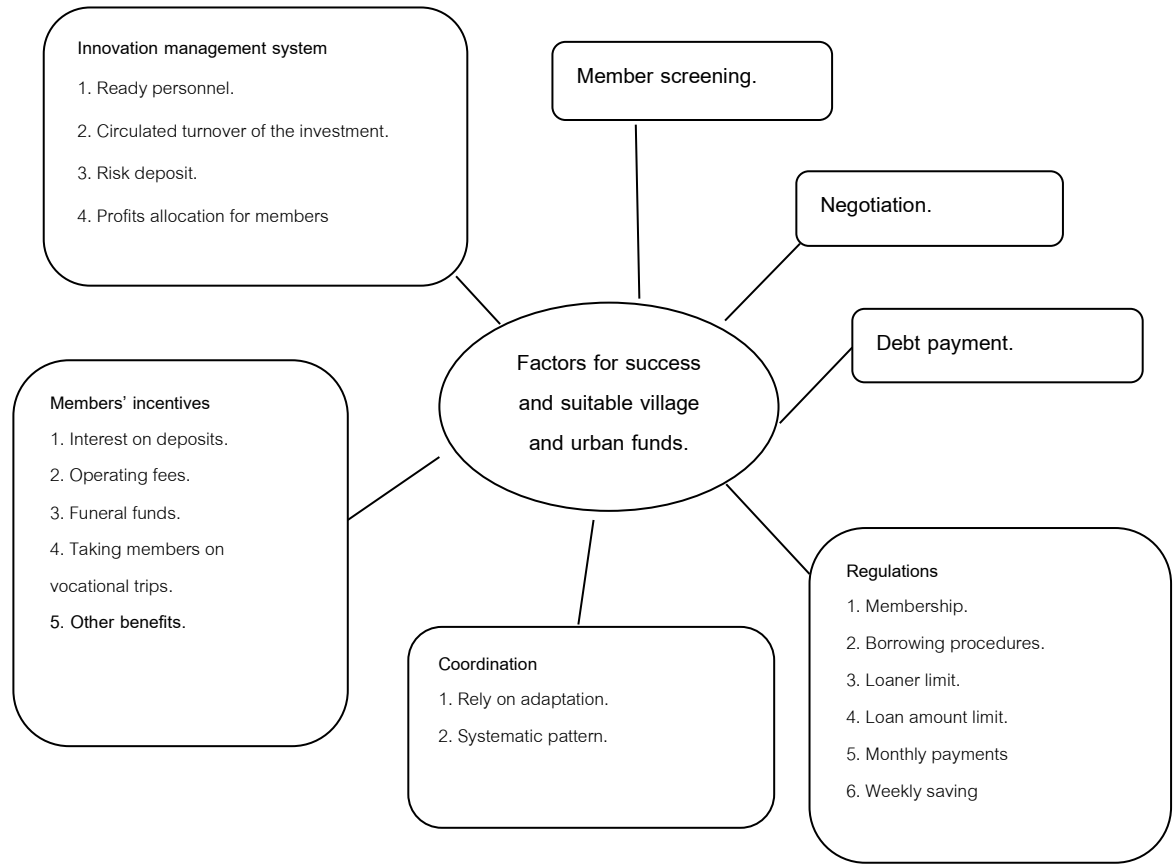 Innovation management system
1. Ready personnel.
2. Circulated turnover of the investment.
3. Risk deposit.
4. Profits allocation for members
Member screening.
Negotiation.
Debt payment.
Factors for success
and suitable village
and urban funds.
Members’ incentives
1. Interest on deposits.
2. Operating fees.
3. Funeral funds.
4. Taking members on
vocational trips.
5. Other benefits.
Coordination
1. Rely on adaptation.
2. Systematic pattern.
Regulations
1. Membership.
2. Borrowing procedures.
3. Loaner limit.
4. Loan amount limit.
5. Monthly payments
6. Weekly saving